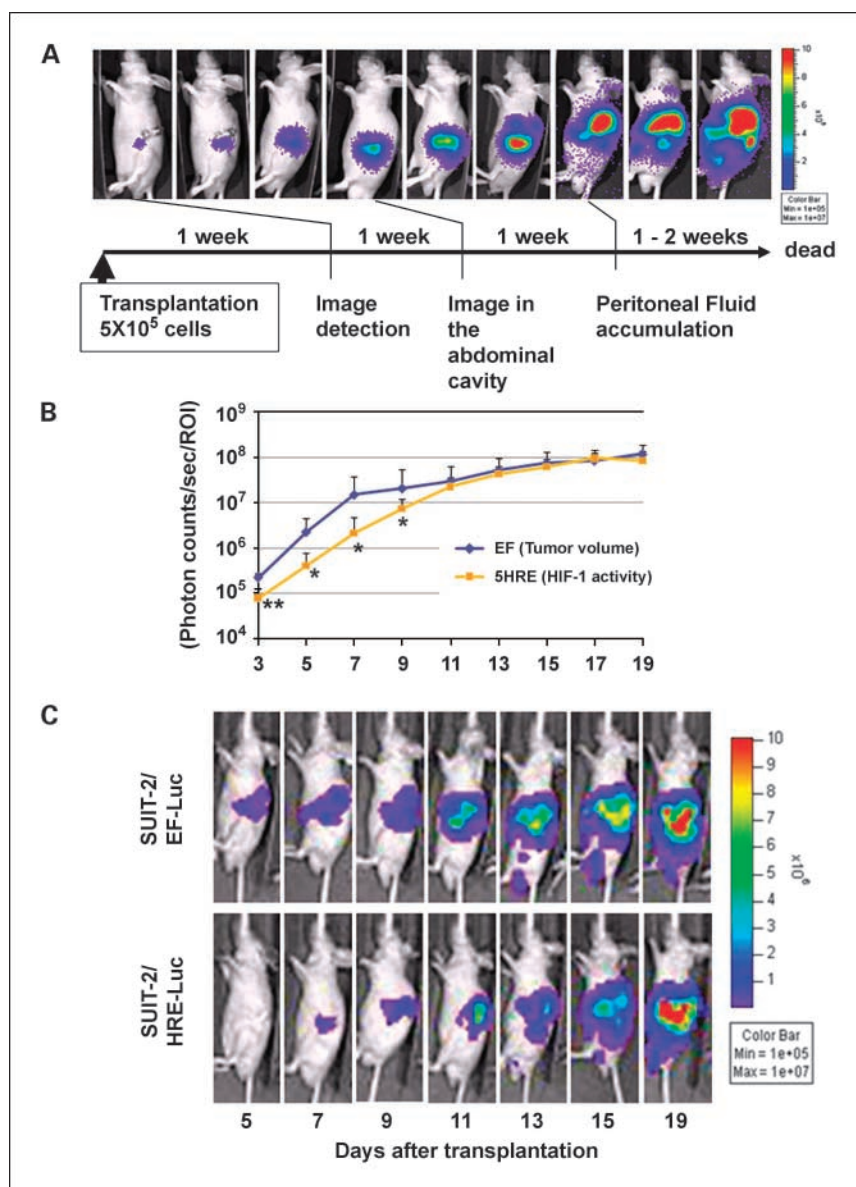 A
10
8
6
4
2
Color Bar
Min = 1e+05
Max = 1e+07
1 week
1 week
1 week
1 - 2 weeks
dead
Transplantation
5X10⁵ cells
Image
detection
Image in
the
abdominal
cavity
Peritoneal Fluid
accumulation
B
(Photon counts/sec/ROI)
10⁹
10⁸
10⁷
10⁶
10⁵
10⁴
**
*
*
*
EF (Tumor volume)
5HRE (HIF-1 activity)
3 5 7 9 11 13 15 17 19
C
SUIT-2/
EF-Luc
SUIT-2/
HRE-Luc
10
9
8
7
6
5
4
3
2
1
x10⁶
Color Bar
Min = 1e+05
Max = 1e+07
5 7 9 11 13 15 19
Days after transplantation